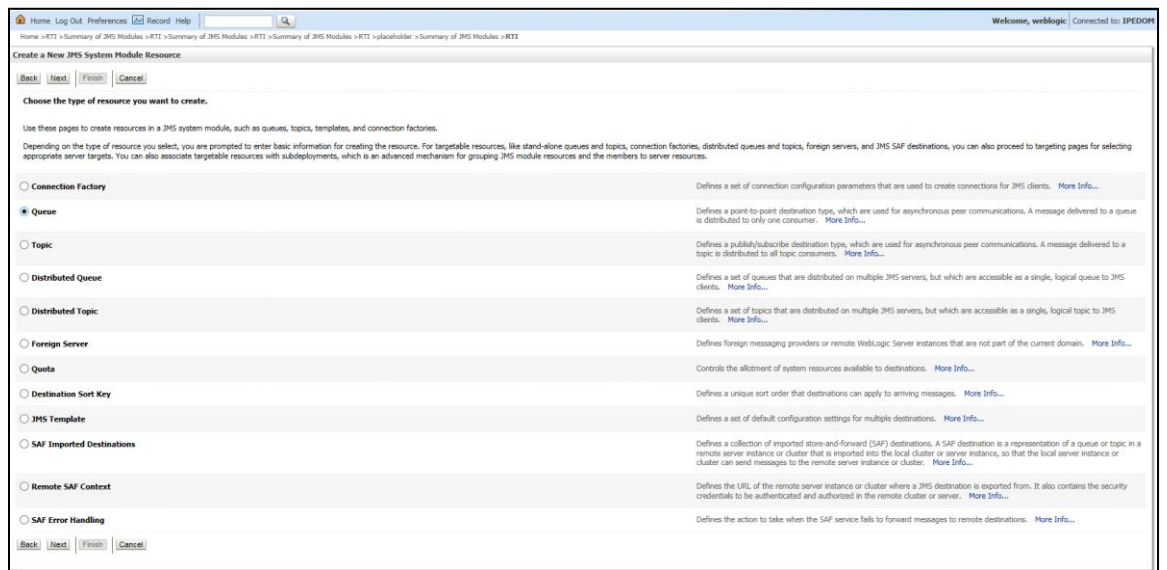 Home Log Out Preferences Record Help
Welcome, weblogic Connected to: IPEDOM
Home >RTI >Summary of JMS Modules >RTI >Summary of JMS Modules >RTI >Summary of JMS Modules >RTI >placeholder >Summary of JMS Modules >RTI
Create a New JMS System Module Resource
Back Next Finish Cancel
Choose the type of resource you want to create.
Use these pages to create resources in a JMS system module, such as queues, topics, templates, and connection factories.
Depending on the type of resource you select, you are prompted to enter basic information for creating the resource. For targetable resources, like stand-alone queues and topics, connection factories, distributed queues and topics, foreign servers, and JMS SAF destinations, you can also proceed to targeting pages for selecting
appropriate server targets. You can also associate targetable resources with subdeployments, which is an advanced mechanism for grouping JMS module resources and the members to server resources.
Connection Factory
Defines a set of connection configuration parameters that are used to create connections for JMS clients. More Info...
Queue
Defines a point-to-point destination type, which are used for asynchronous peer communications. A message delivered to a queue
is distributed to only one consumer. More Info...
Topic
Defines a publish/subscribe destination type, which are used for asynchronous peer communications. A message delivered to a
topic is distributed to all topic consumers. More Info...
Distributed Queue
Defines a set of queues that are distributed on multiple JMS servers, but which are accessible as a single, logical queue to JMS
clients. More Info...
Distributed Topic
Defines a set of topics that are distributed on multiple JMS servers, but which are accessible as a single, logical topic to JMS
clients. More Info...
Foreign Server
Defines foreign messaging providers or remote WebLogic Server instances that are not part of the current domain. More Info...
Quota
Controls the allotment of system resources available to destinations. More Info...
Destination Sort Key
Defines a unique sort order that destinations can apply to arriving messages. More Info...
JMS Template
Defines a set of default configuration settings for multiple destinations. More Info...
SAF Imported Destinations
Defines a collection of imported store-and-forward (SAF) destinations. A SAF destination is a representation of a queue or topic in a
remote server instance or cluster that is imported into the local cluster or server instance, so that the local server instance or
cluster can send messages to the remote server instance or cluster. More Info...
Remote SAF Context
Defines the URL of the remote server instance or cluster where a JMS destination is exported from. It also contains the security
credentials to be authenticated and authorized in the remote cluster or server. More Info...
SAF Error Handling
Defines the action to take when the SAF service fails to forward messages to remote destinations. More Info...
Back Next Finish Cancel